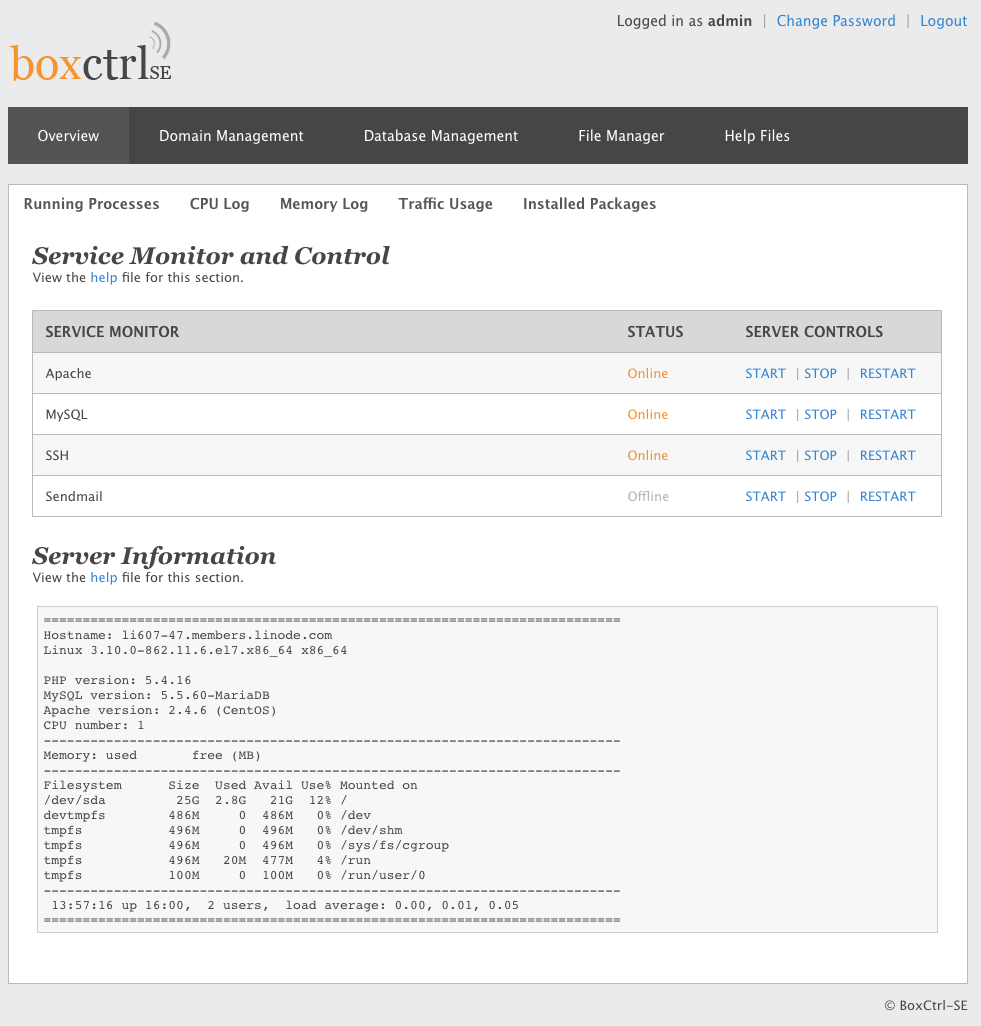 Logged in as admin | Change Password | Logout
boxctrlSE
Overview Domain Management Database Management File Manager Help Files
Running Processes CPU Log Memory Log Traffic Usage Installed Packages
Service Monitor and Control
View the help file for this section.
SERVICE MONITOR STATUS SERVER CONTROLS
Apache Online START | STOP | RESTART
MySQL Online START | STOP | RESTART
SSH Online START | STOP | RESTART
Sendmail Offline START | STOP | RESTART
Server Information
View the help file for this section.
==========================================================================
Hostname: li607-47.members.linode.com
Linux 3.10.0-862.11.6.el7.x86_64 x86_64
PHP version: 5.4.16
MySQL version: 5.5.60-MariaDB
Apache version: 2.4.6 (CentOS)
CPU number: 1
--------------------------------------------------------------------------
Memory: used       free (MB)
--------------------------------------------------------------------------
Filesystem      Size  Used Avail Use% Mounted on
/dev/sda         25G  2.8G   21G  12% /
devtmpfs        486M     0  486M   0% /dev
tmpfs           496M     0  496M   0% /dev/shm
tmpfs           496M     0  496M   0% /sys/fs/cgroup
tmpfs           496M   20M  477M   4% /run
tmpfs           100M     0  100M   0% /run/user/0
--------------------------------------------------------------------------
 13:57:16 up 16:00,  2 users,  load average: 0.00, 0.01, 0.05
==========================================================================
© BoxCtrl-SE